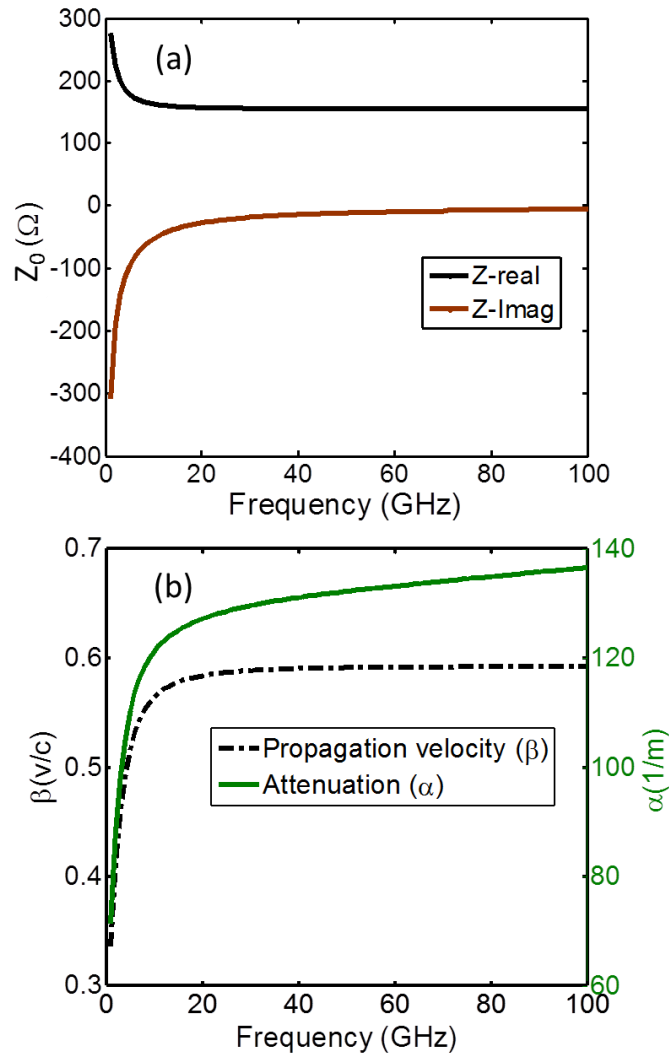 (a)
300
200
100
0
-100
-200
-300
-400
Z0 (Ω)
Z-real
Z-Imag
0 20 40 60 80 100
Frequency (GHz)
(b)
0.7
0.6
0.5
0.4
0.3
β(v/c)
140
120
100
80
60
α(1/m)
Propagation velocity (β)
Attenuation (α)
0 20 40 60 80 100
Frequency (GHz)